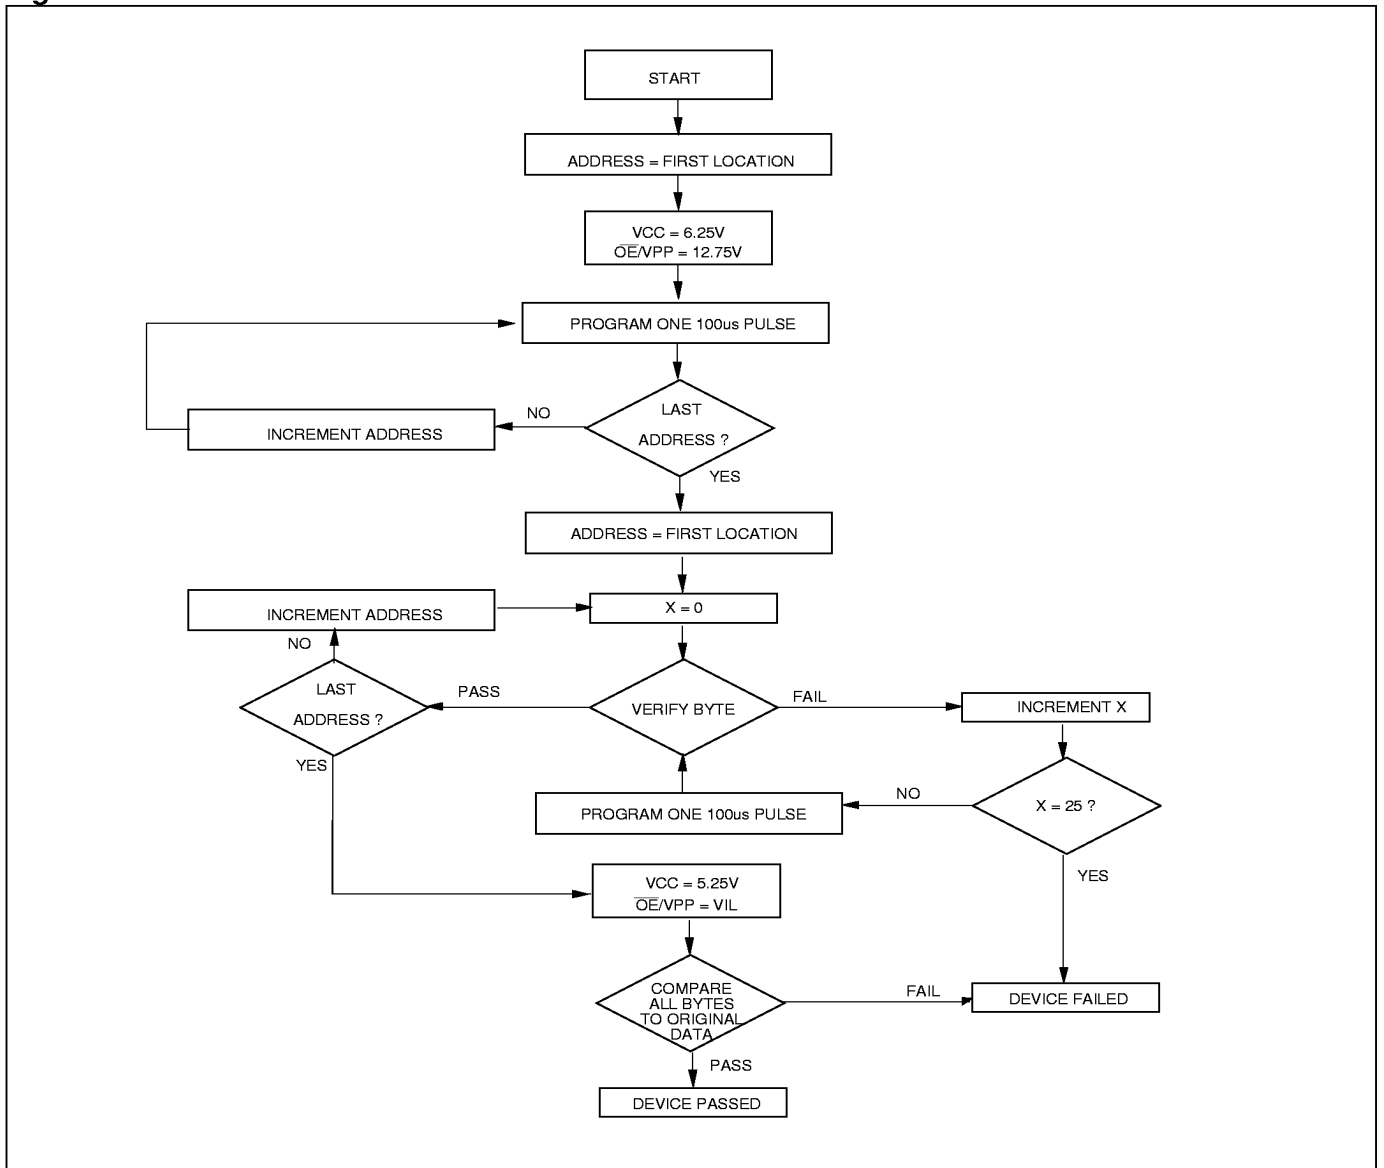 START
ADDRESS = FIRST LOCATION
VCC = 6.25V
OE/VPP = 12.75V
PROGRAM ONE 100us PULSE
LAST
ADDRESS ?
NO
INCREMENT ADDRESS
YES
ADDRESS = FIRST LOCATION
INCREMENT ADDRESS
X = 0
NO
LAST
ADDRESS ?
PASS
VERIFY BYTE
FAIL
INCREMENT X
YES
NO
X = 25 ?
PROGRAM ONE 100us PULSE
YES
VCC = 5.25V
OE/VPP = VIL
COMPARE
ALL BYTES
TO ORIGINAL
DATA
FAIL
DEVICE FAILED
PASS
DEVICE PASSED